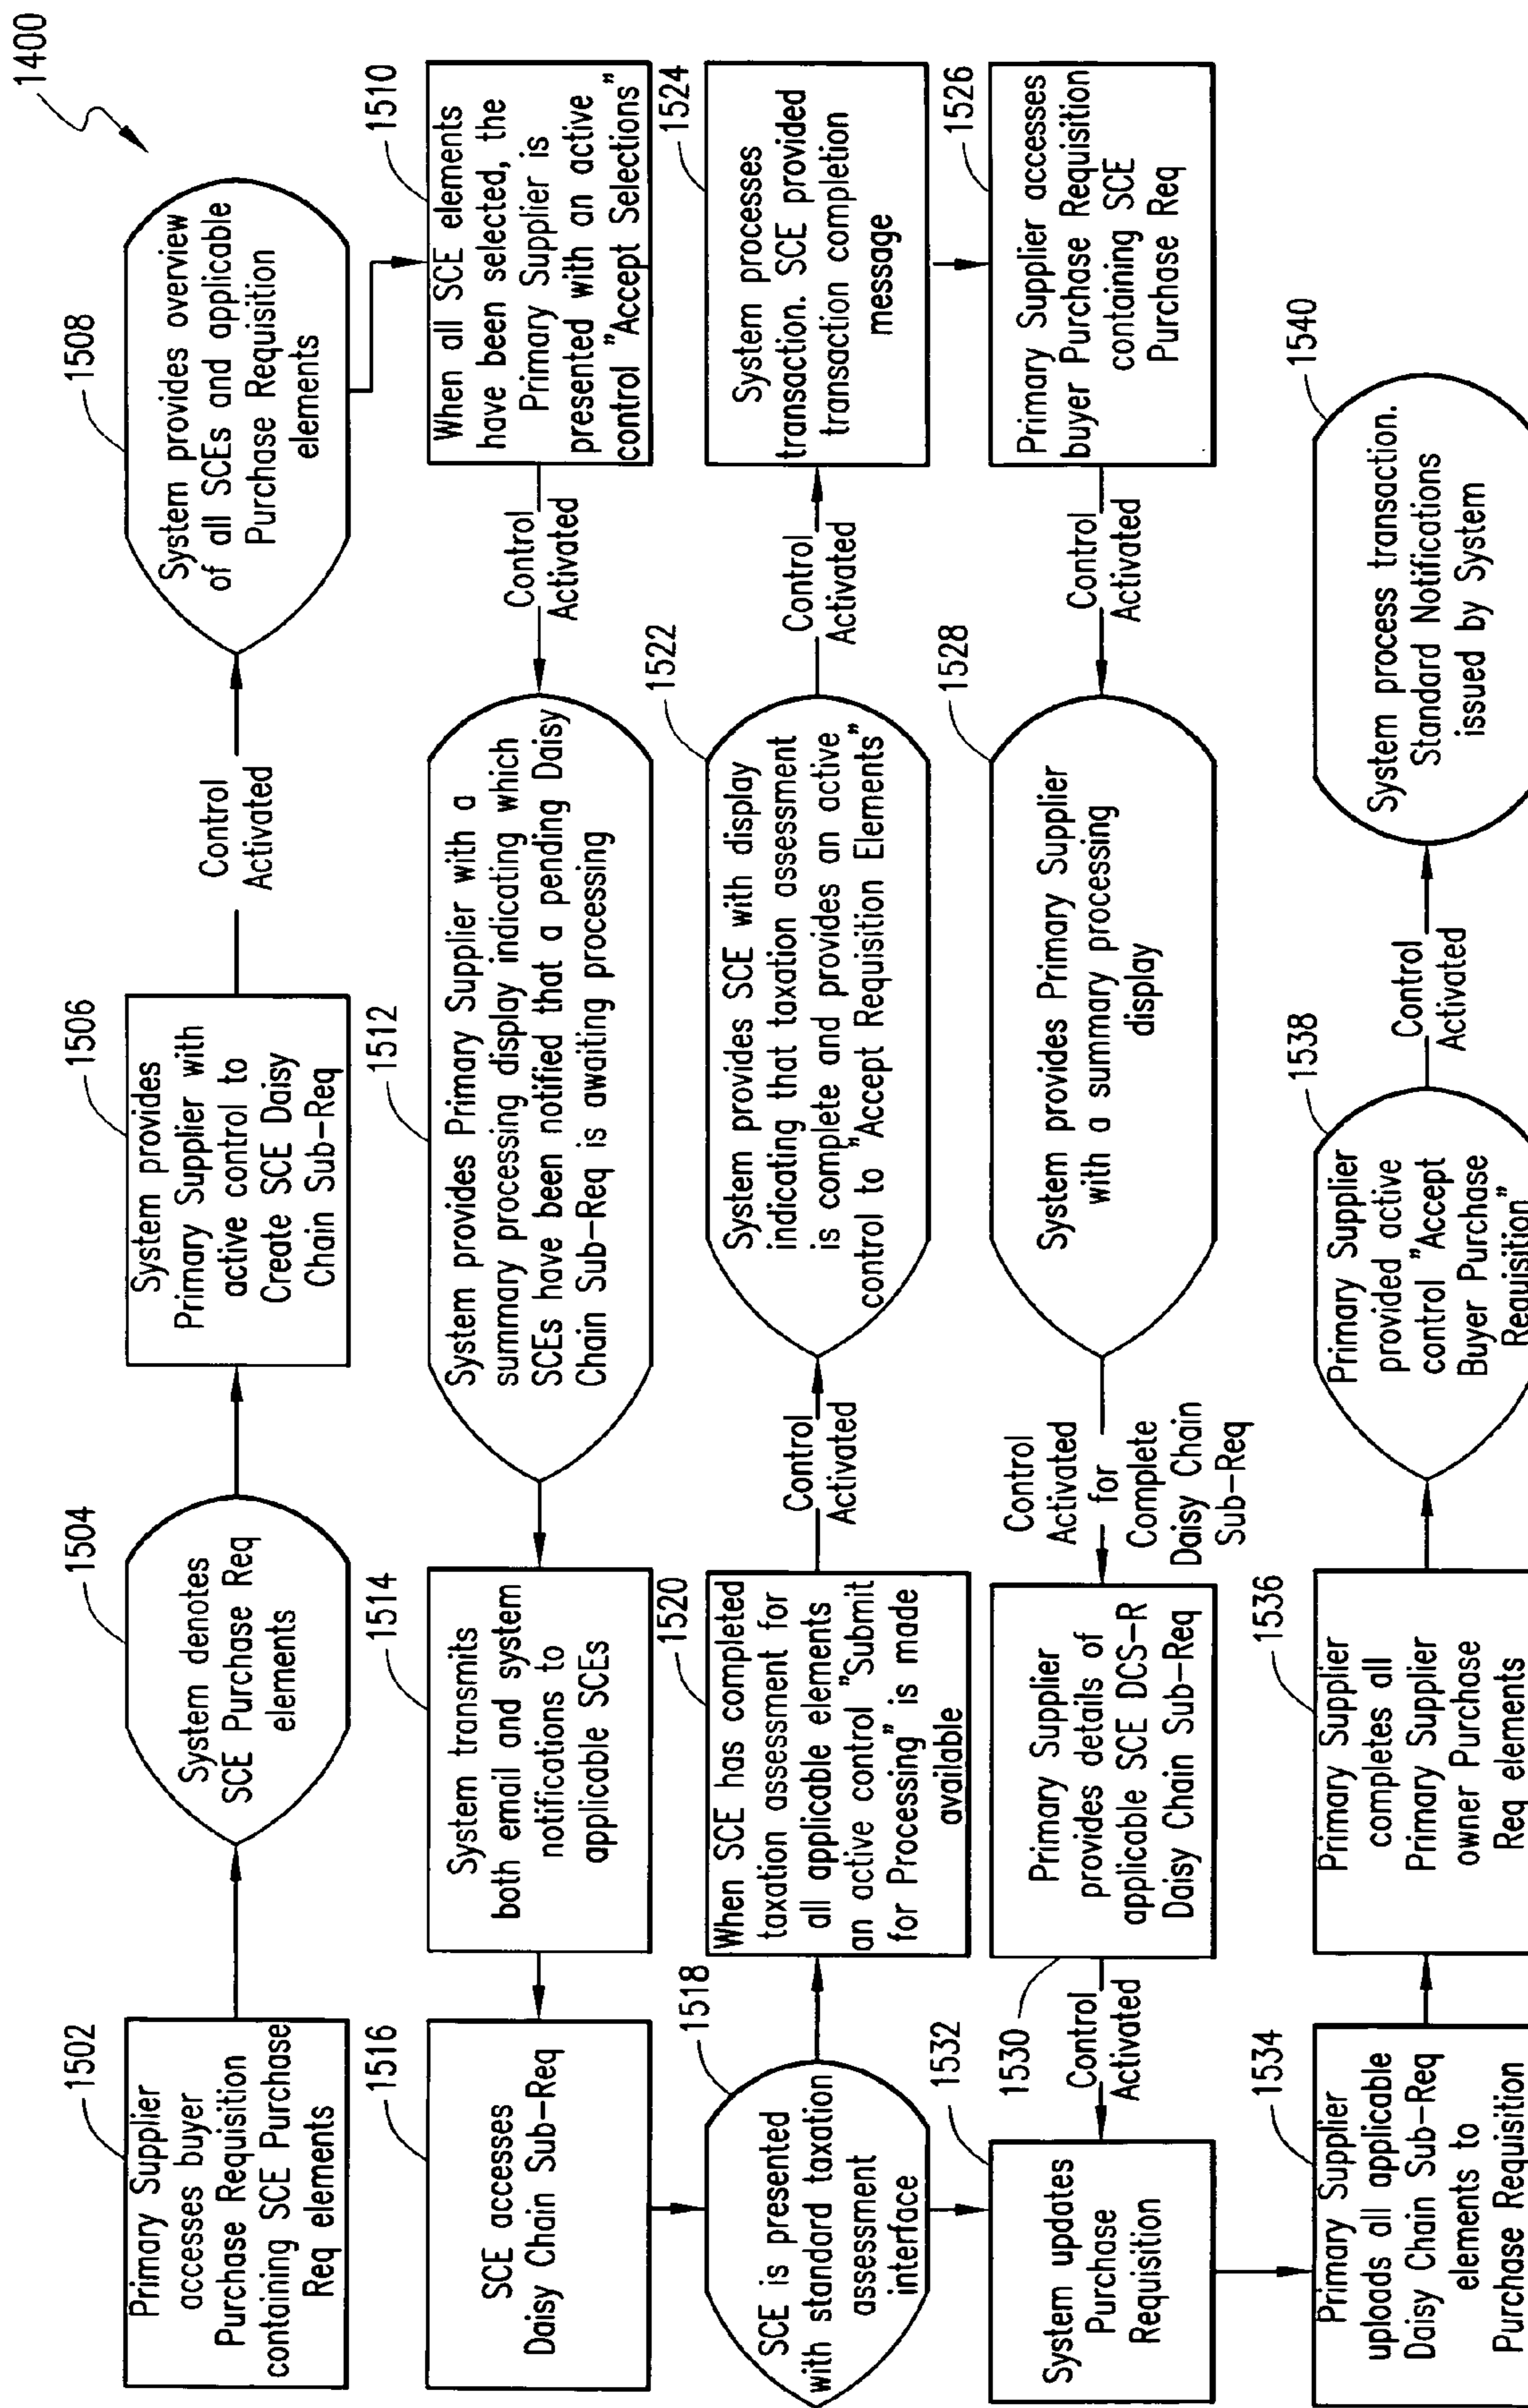 1400
1502
Primary Supplier
accesses buyer
Purchase Requisition
containing SCE Purchase
Req elements
1504
System denotes
SCE Purchase Req
elements
1506
System provides
Primary Supplier with
active control to
Create SCE Daisy
Chain Sub-Req
Control
Activated
1508
System provides overview
of all SCEs and applicable
Purchase Requisition
elements
1510
When all SCE elements
have been selected, the
Primary Supplier is
presented with an active
control "Accept Selections"
Control
Activated
1512
System provides Primary Supplier with a
summary processing display indicating which
SCEs have been notified that a pending Daisy
Chain Sub-Req is awaiting processing
1514
System transmits
both email and system
notifications to
applicable SCEs
1516
SCE accesses
Daisy Chain Sub-Req
1518
SCE is presented
with standard taxation
assessment
interface
1520
When SCE has completed
taxation assessment for
all applicable elements
an active control "Submit
for Processing" is made
available
Control
Activated
1522
System provides SCE with display
indicating that taxation assessment
is complete and provides an active
control to "Accept Requisition Elements"
Control
Activated
1524
System processes
transaction. SCE provided
transaction completion
message
1526
Primary Supplier accesses
buyer Purchase Requisition
containing SCE
Purchase Req
Control
Activated
1528
System provides Primary Supplier
with a summary processing
display
Control
Activated
for
Complete
Daisy Chain
Sub-Req
1530
Primary Supplier
provides details of
applicable SCE DCS-R
Daisy Chain Sub-Req
Control
Activated
1532
System updates
Purchase
Requisition
1534
Primary Supplier
uploads all applicable
Daisy Chain Sub-Req
elements to
Purchase Requisition
1536
Primary Supplier
completes all
Primary Supplier
owner Purchase
Req elements
1538
Primary Supplier
provided active
control "Accept
Buyer Purchase
Requisition"
Control
Activated
1540
System process transaction.
Standard Notifications
issued by System